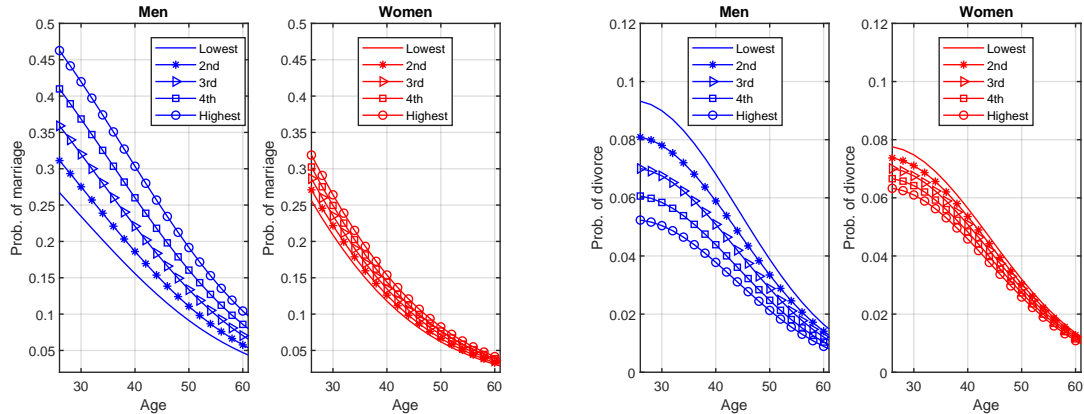 Men
Prob. of marriage
0.5
0.45
0.4
0.35
0.3
0.25
0.2
0.15
0.1
0.05
30
40
50
60
Age
Lowest
2nd
3rd
4th
Highest
Women
Prob. of marriage
0.5
0.45
0.4
0.35
0.3
0.25
0.2
0.15
0.1
0.05
30
40
50
60
Age
Lowest
2nd
3rd
4th
Highest
Men
Prob. of divorce
0.12
0.1
0.08
0.06
0.04
0.02
0
30
40
50
60
Age
Lowest
2nd
3rd
4th
Highest
Women
Prob. of divorce
0.12
0.1
0.08
0.06
0.04
0.02
0
30
40
50
60
Age
Lowest
2nd
3rd
4th
Highest